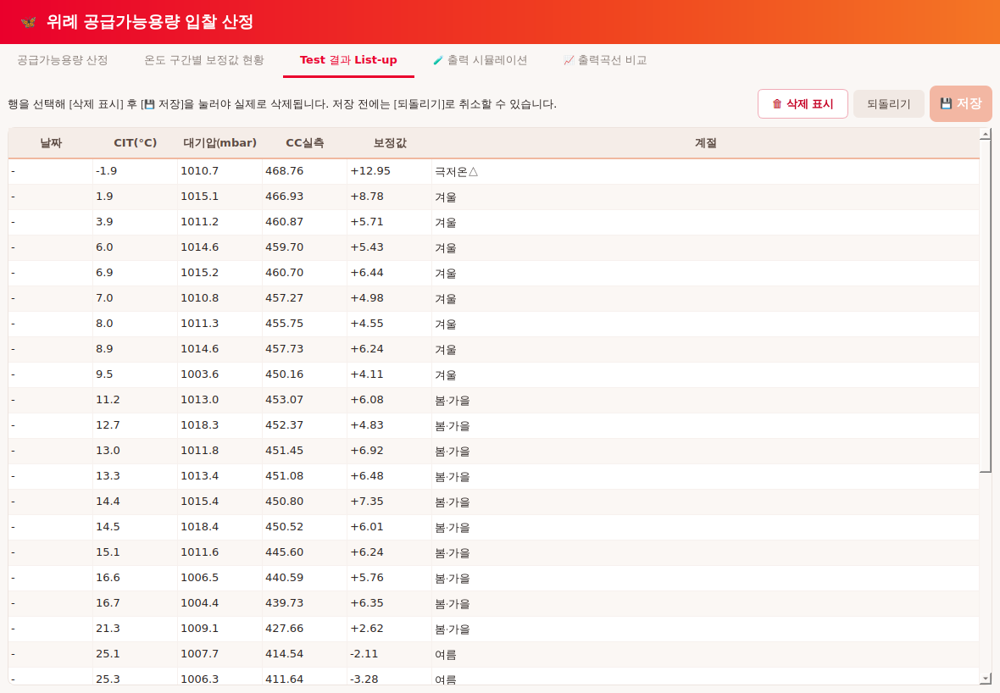 위례 공급가능용량 입찰 산정
공급가능용량 산정 온도 구간별 보정값 현황 Test 결과 List-up 출력 시뮬레이션 출력곡선 비교
행을 선택해 [삭제 표시] 후 [💾 저장]을 눌러야 실제로 삭제됩니다. 저장 전에는 [되돌리기]로 취소할 수 있습니다. 삭제 표시 되돌리기 저장
날짜 CIT(°C) 대기압(mbar) CC실측 보정값 계절
- -1.9 1010.7 468.76 +12.95 극저온△
- 1.9 1015.1 466.93 +8.78 겨울
- 3.9 1011.2 460.87 +5.71 겨울
- 6.0 1014.6 459.70 +5.43 겨울
- 6.9 1015.2 460.70 +6.44 겨울
- 7.0 1010.8 457.27 +4.98 겨울
- 8.0 1011.3 455.75 +4.55 겨울
- 8.9 1014.6 457.73 +6.24 겨울
- 9.5 1003.6 450.16 +4.11 겨울
- 11.2 1013.0 453.07 +6.08 봄·가을
- 12.7 1018.3 452.37 +4.83 봄·가을
- 13.0 1011.8 451.45 +6.92 봄·가을
- 13.3 1013.4 451.08 +6.48 봄·가을
- 14.4 1015.4 450.80 +7.35 봄·가을
- 14.5 1018.4 450.52 +6.01 봄·가을
- 15.1 1011.6 445.60 +6.24 봄·가을
- 16.6 1006.5 440.59 +5.76 봄·가을
- 16.7 1004.4 439.73 +6.35 봄·가을
- 21.3 1009.1 427.66 +2.62 봄·가을
- 25.1 1007.7 414.54 -2.11 여름
- 25.3 1006.3 411.64 -3.28 여름